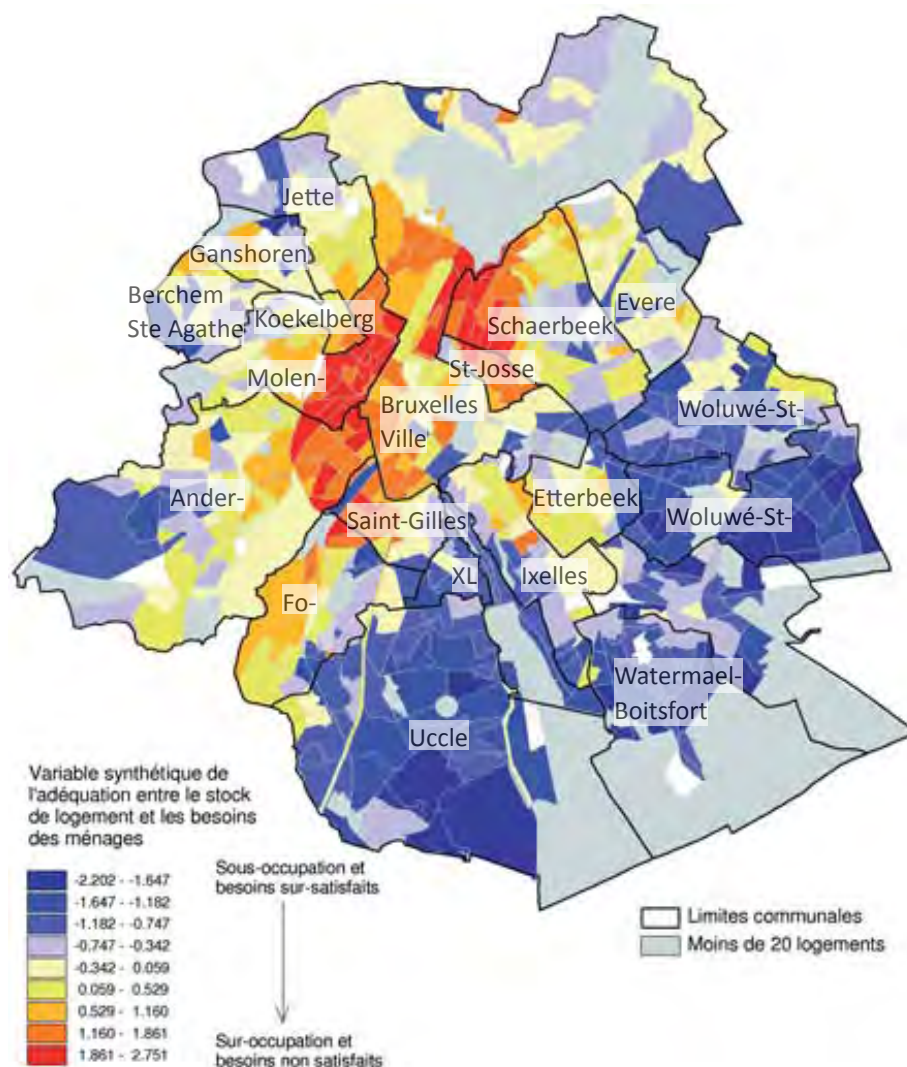 Jette
Ganshoren
Berchem
Ste Agathe
Koekelberg
Evere
Schaerbeek
St-Josse
Molen-
Bruxelles
Ville
Woluwé-St-
Ander-
Etterbeek
Saint-Gilles
Woluwé-St-
XL
Ixelles
Fo-
Watermael-
Boitsfort
Uccle
Variable synthétique de
l'adéquation entre le stock
de logement et les besoins
des ménages
-2.202 - -1.647
-1.647 - -1.182
-1.182 - -0.747
-0.747 - -0.342
-0.342 - 0.059
0.059 - 0.529
0.529 - 1.160
1.160 - 1.861
1.861 - 2.751
Sous-occupation et
besoins sur-satisfaits
Sur-occupation et
besoins non satisfaits
Limites communales
Moins de 20 logements